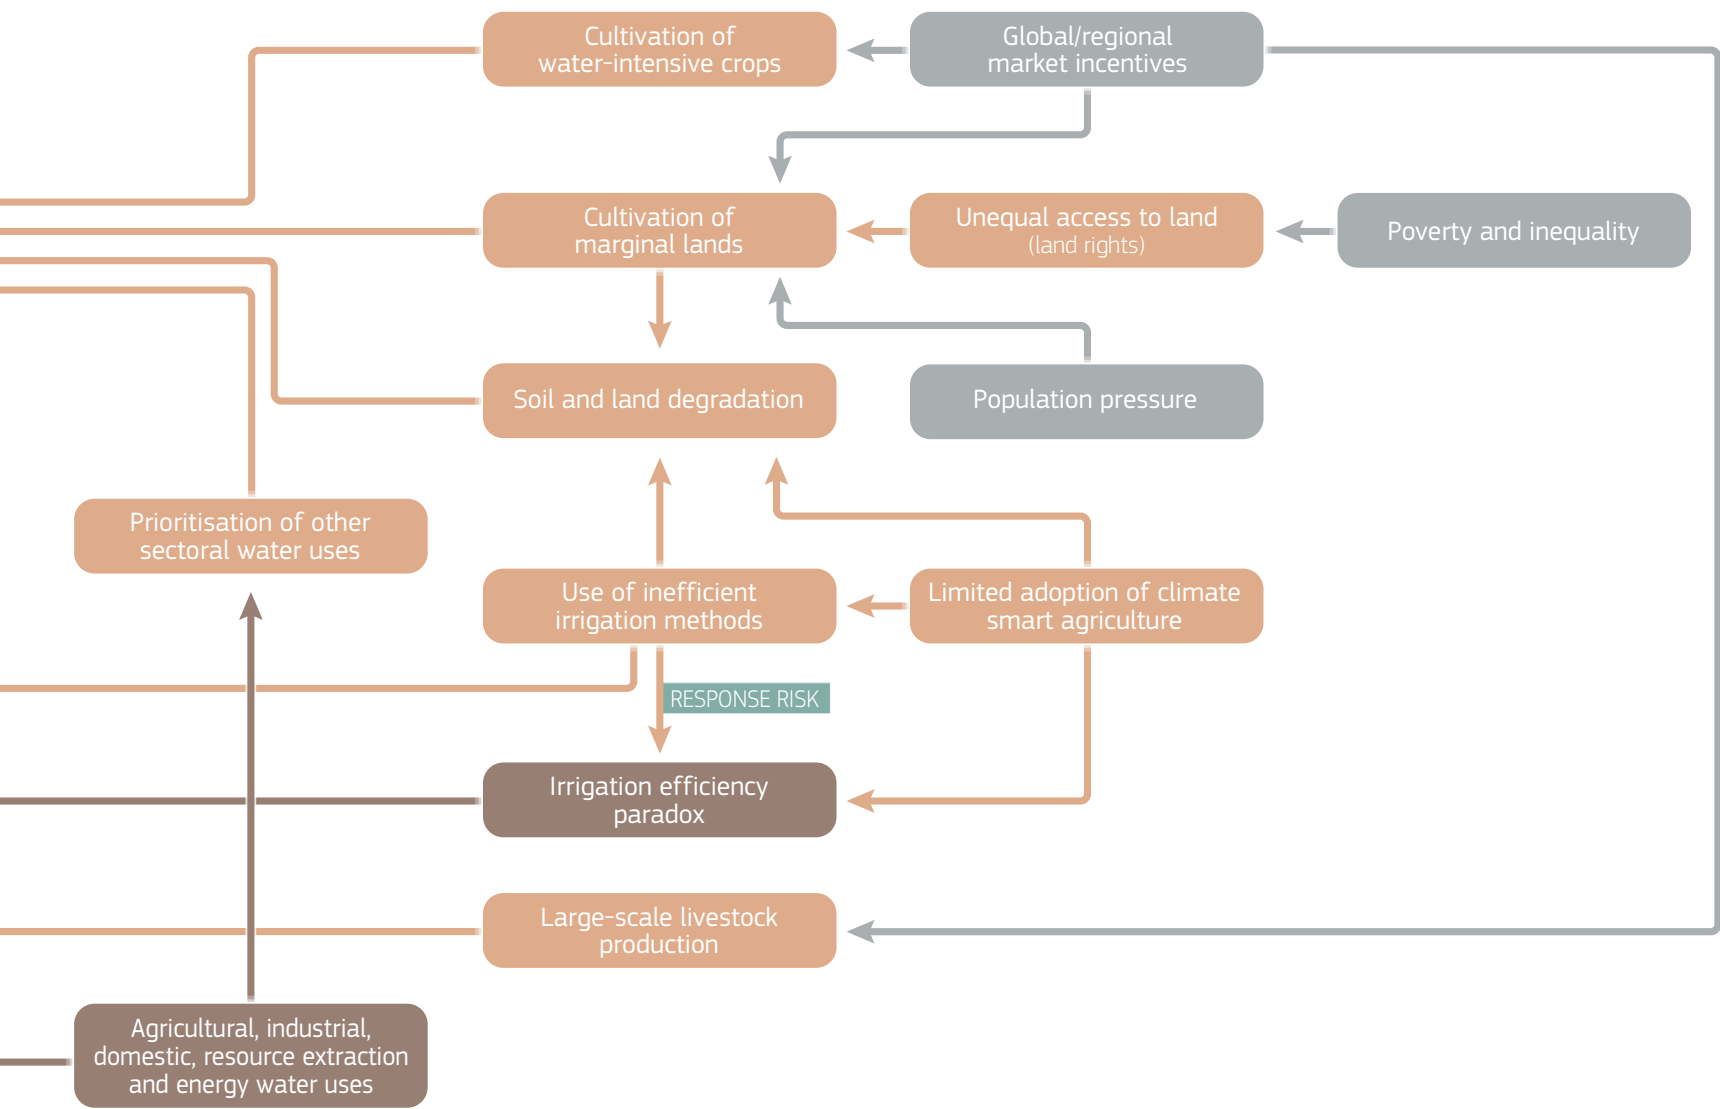 Cultivation of
water-intensive crops
Global/regional
market incentives
Cultivation of
marginal lands
Unequal access to land
(land rights)
Poverty and inequality
Soil and land degradation
Population pressure
Prioritisation of other
sectoral water uses
Use of inefficient
irrigation methods
Limited adoption of climate
smart agriculture
RESPONSE RISK
Irrigation efficiency
paradox
Large-scale livestock
production
Agricultural, industrial,
domestic, resource extraction
and energy water uses